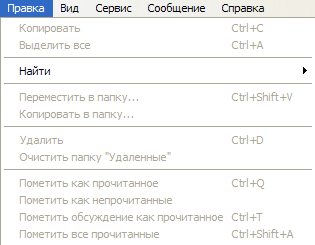 Правка Вид Сервис Сообщение Справка
Копировать Ctrl+C
Выделить все Ctrl+A
Найти
Переместить в папку... Ctrl+Shift+V
Копировать в папку...
Удалить Ctrl+D
Очистить папку "Удаленные"
Пометить как прочитанное Ctrl+Q
Пометить как непрочитанные
Пометить обсуждение как прочитанное Ctrl+T
Пометить все прочитанные Ctrl+Shift+A